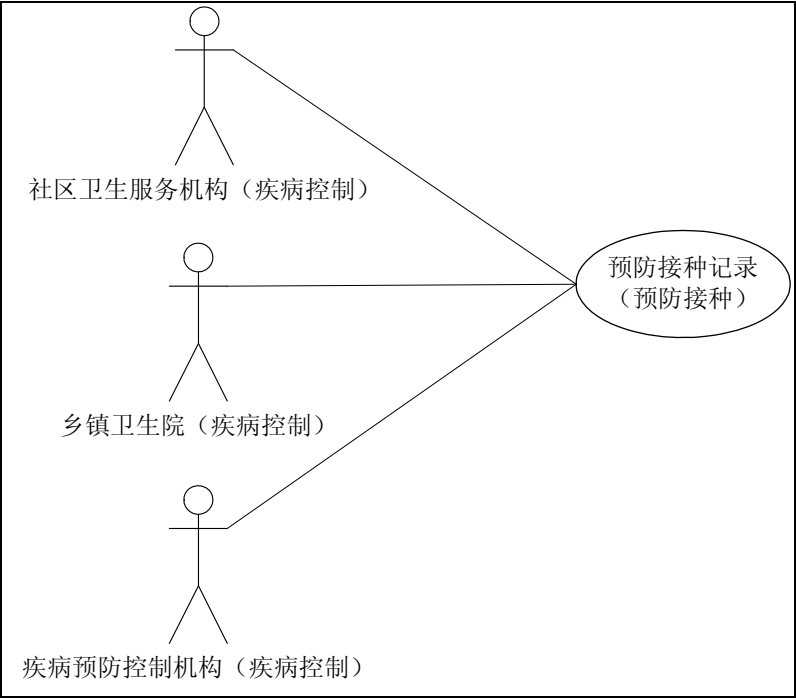 社区卫生服务机构（疾病控制）
预防接种记录
（预防接种）
乡镇卫生院（疾病控制）
疾病预防控制机构（疾病控制）